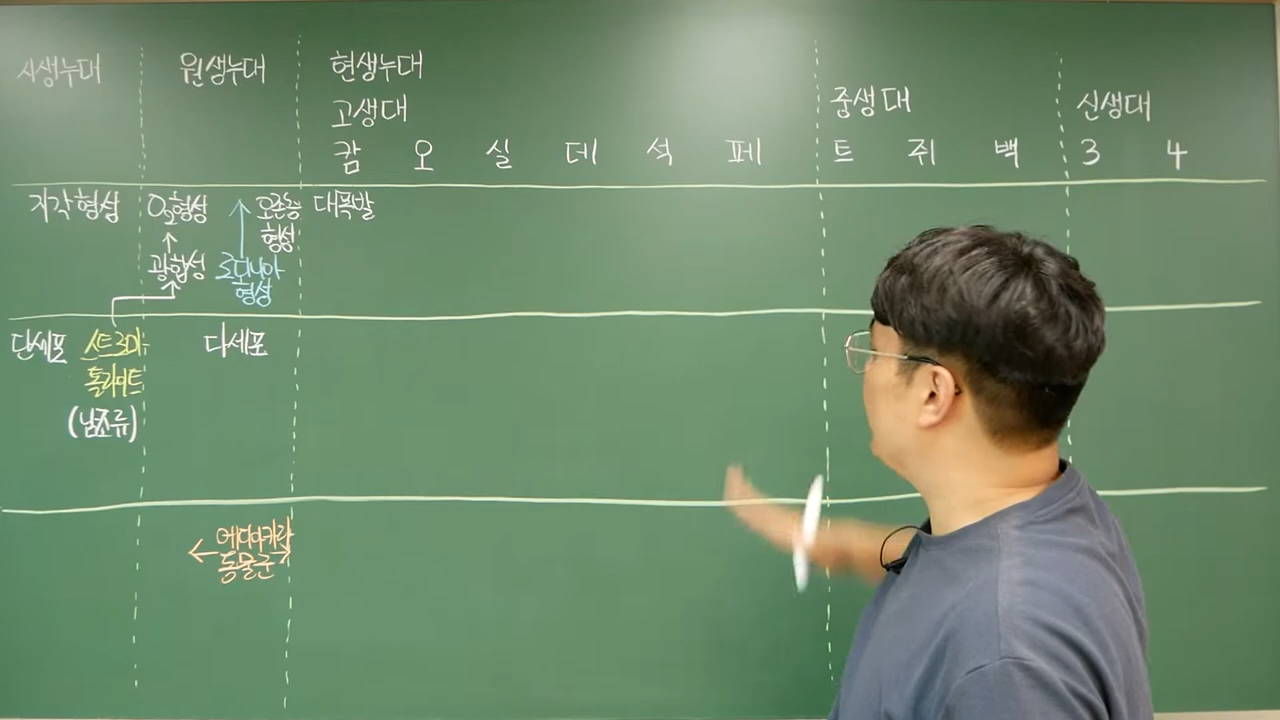 시생누대 원생누대 현생누대
고생대 중생대 신생대
캄 오 실 데 석 페 트 쥐 백 3 4
지각형성 O₂형성 오존층 대폭발
형성
광합성 로디니아
형성
단세포 스트로마 다세포
톨라이트
(남조류)
에디아카라
동물군